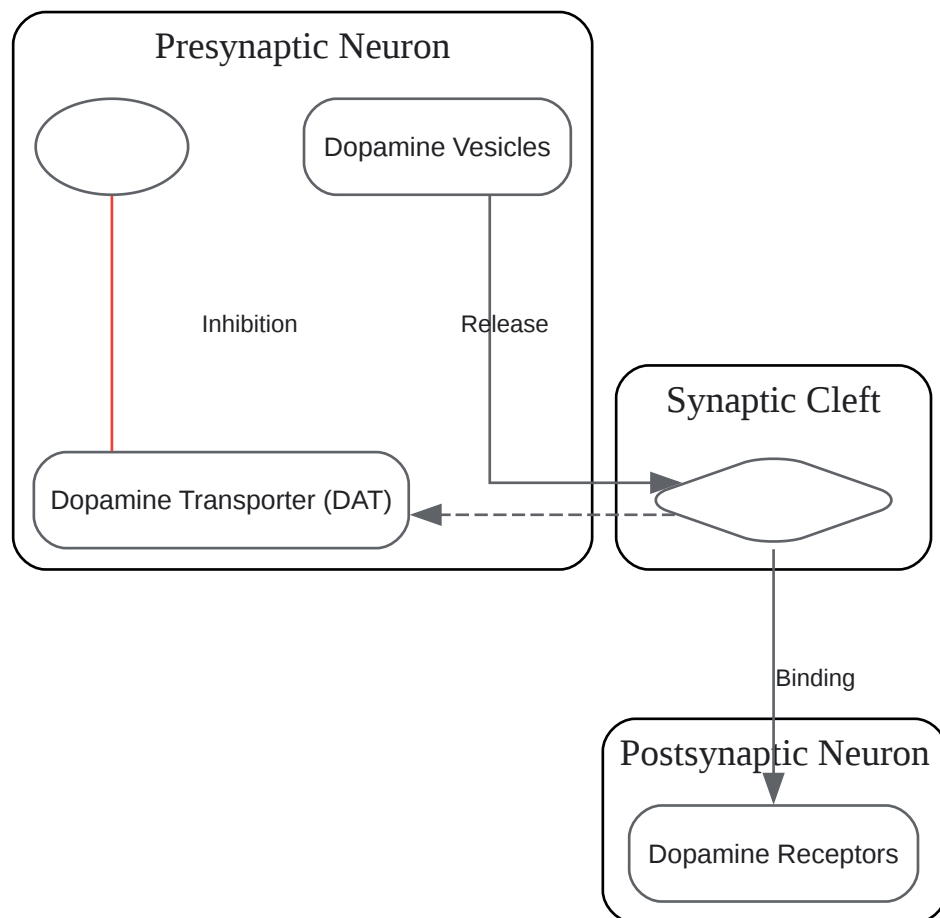 Presynaptic Neuron
Dopamine Vesicles
Inhibition
Release
Synaptic Cleft
Dopamine Transporter (DAT)
Binding
Postsynaptic Neuron
Dopamine Receptors